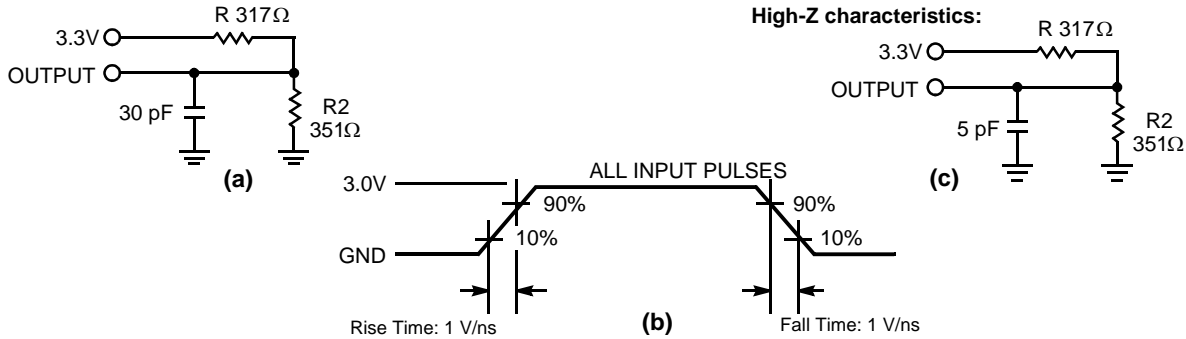 R 317Ω
3.3V
OUTPUT
30 pF
R2
351Ω
(a)
High-Z characteristics:
R 317Ω
3.3V
OUTPUT
5 pF
R2
351Ω
(c)
ALL INPUT PULSES
3.0V
90%
90%
10%
10%
GND
Rise Time: 1 V/ns
(b)
Fall Time: 1 V/ns